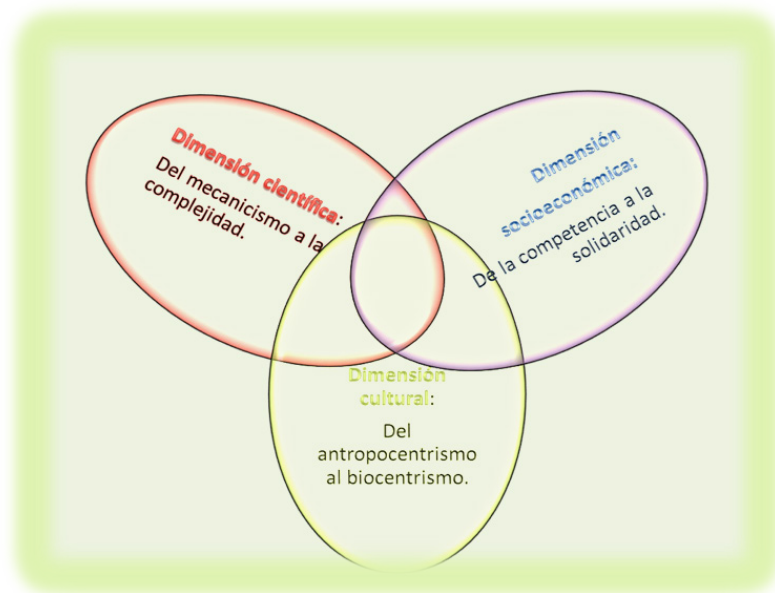 Dimensión científica:
Del mecanicismo a la
complejidad.
Dimensión
socioeconómica:
De la competencia a la
solidaridad.
Dimensión
cultural:
Del
antropocentrismo
al biocentrismo.